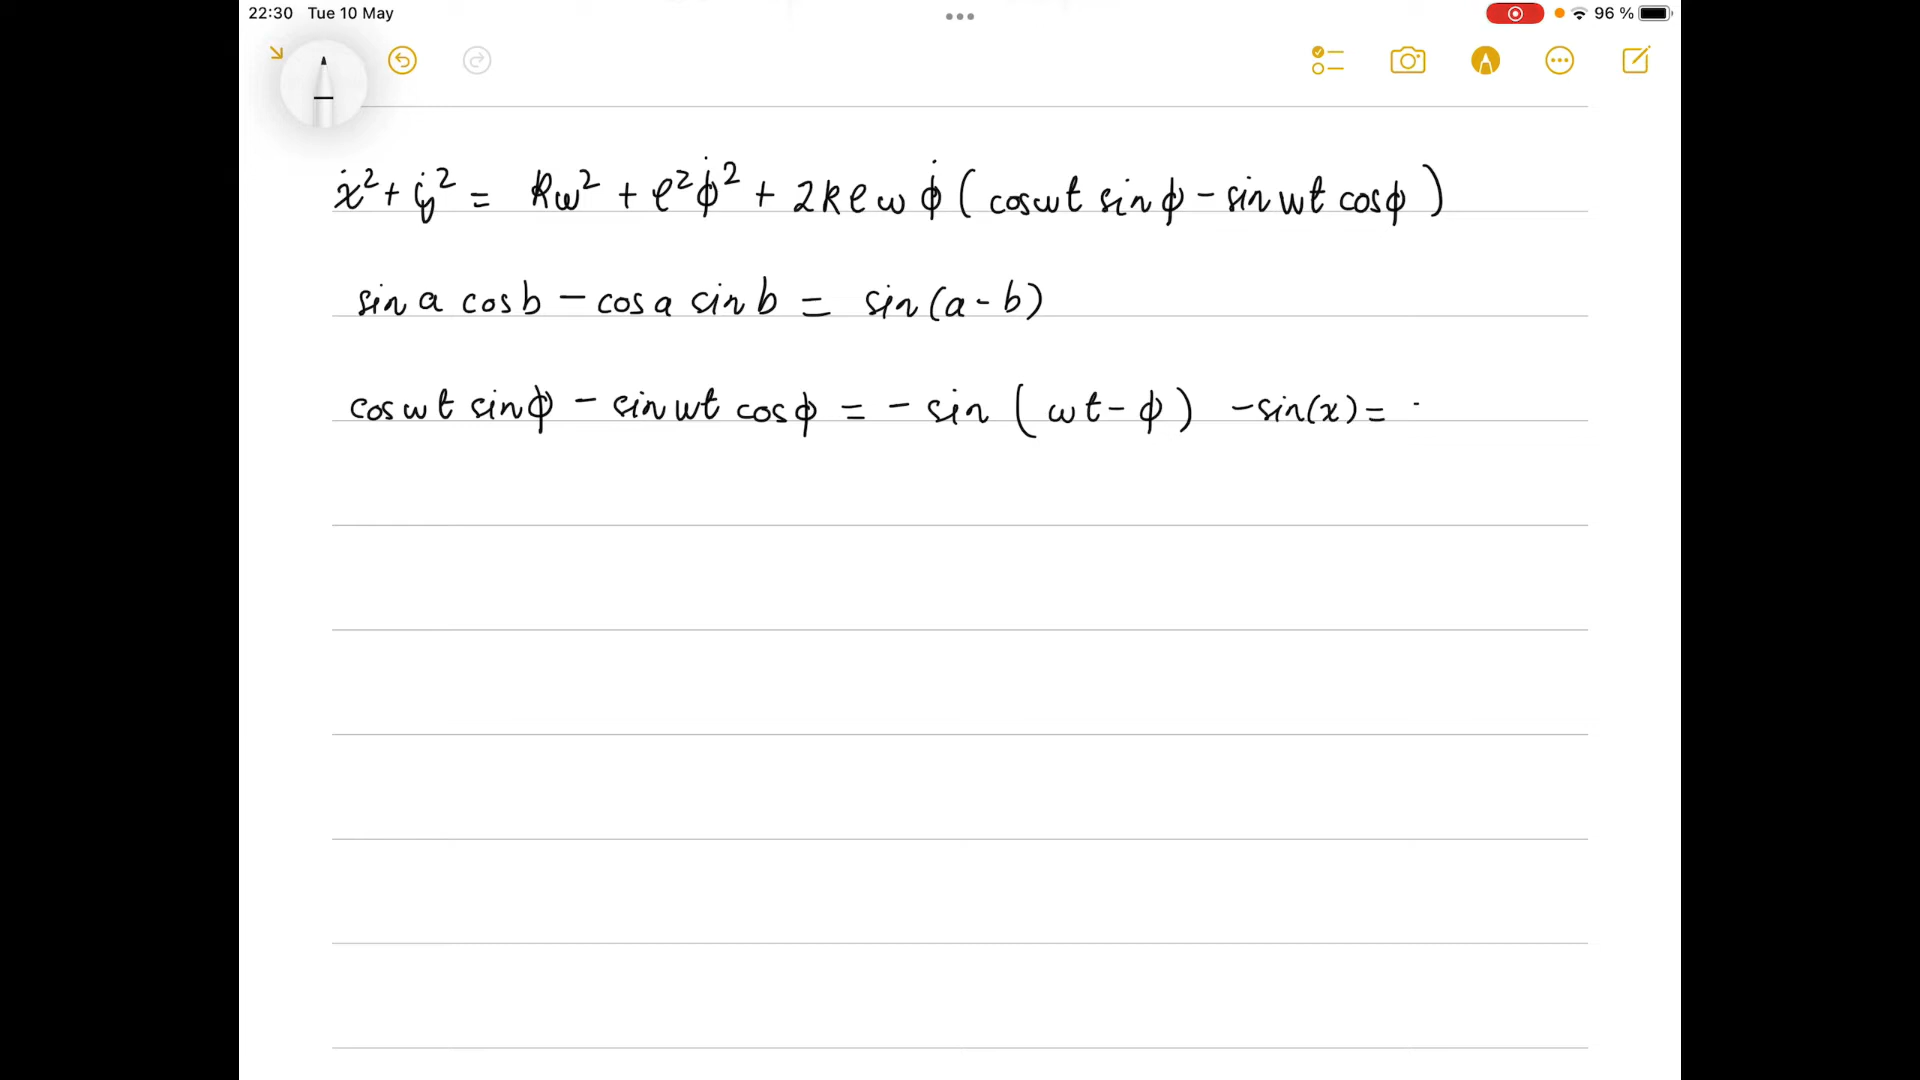 22:30 Tue 10 May 96 %
ẋ² + ẏ² = Rω² + ℓ²ϕ̇² + 2Rℓωϕ̇ ( cosωt sinϕ - sinωt cosϕ )
sin a cos b - cos a sin b = sin(a - b)
cosωt sinϕ - sinωt cosϕ = - sin ( ωt - ϕ ) -sin(x) =